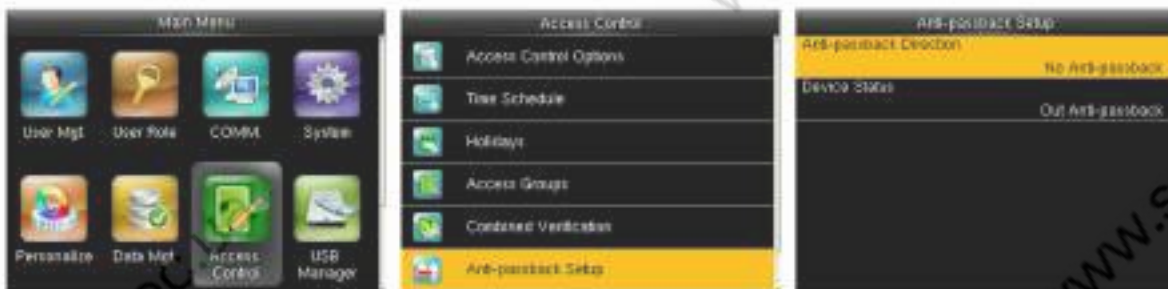 Main Menu
User Mgt.
User Role
COMM.
System
Personalize
Data Mgt.
Access Control
USB Manager
Access Control
Access Control Options
Time Schedule
Holidays
Access Groups
Combined Verification
Anti-passback Setup
Anti-passback Setup
Anti-passback Direction
No Anti-passback
Device Status
Out Anti-passback
www.s